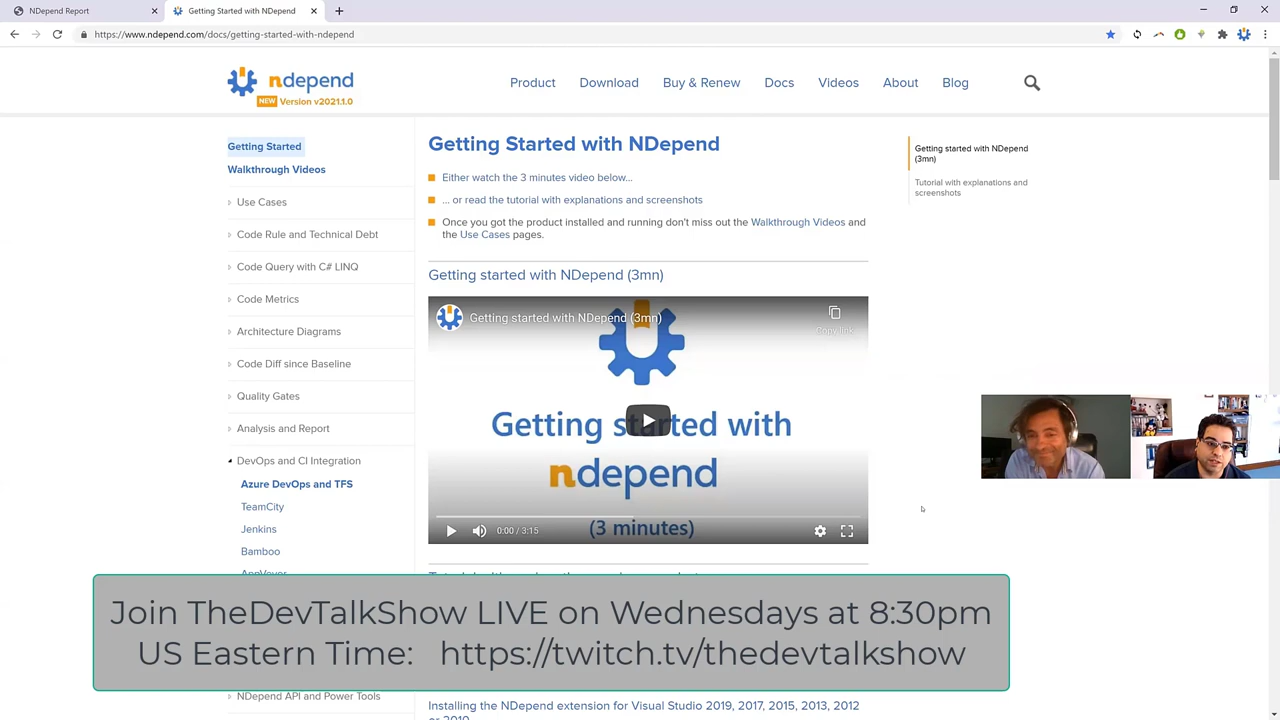 NDepend Report
Getting Started with NDepend
https://www.ndepend.com/docs/getting-started-with-ndepend
ndepend
NEW Version v2021.1.0
Product
Download
Buy & Renew
Docs
Videos
About
Blog
Getting Started
Walkthrough Videos
Use Cases
Code Rule and Technical Debt
Code Query with C# LINQ
Code Metrics
Architecture Diagrams
Code Diff since Baseline
Quality Gates
Analysis and Report
DevOps and CI Integration
Azure DevOps and TFS
TeamCity
Jenkins
Bamboo
NDepend API and Power Tools
Getting Started with NDepend
Either watch the 3 minutes video below...
... or read the tutorial with explanations and screenshots
Once you got the product installed and running don't miss out the Walkthrough Videos and
the Use Cases pages.
Getting started with NDepend (3mn)
Getting started with NDepend (3mn)
Copy link
Getting started with
ndepend
(3 minutes)
0:00 / 3:15
Installing the NDepend extension for Visual Studio 2019, 2017, 2015, 2013, 2012
or 2010
Getting started with NDepend
(3mn)
Tutorial with explanations and
screenshots
Join TheDevTalkShow LIVE on Wednesdays at 8:30pm
US Eastern Time: https://twitch.tv/thedevtalkshow